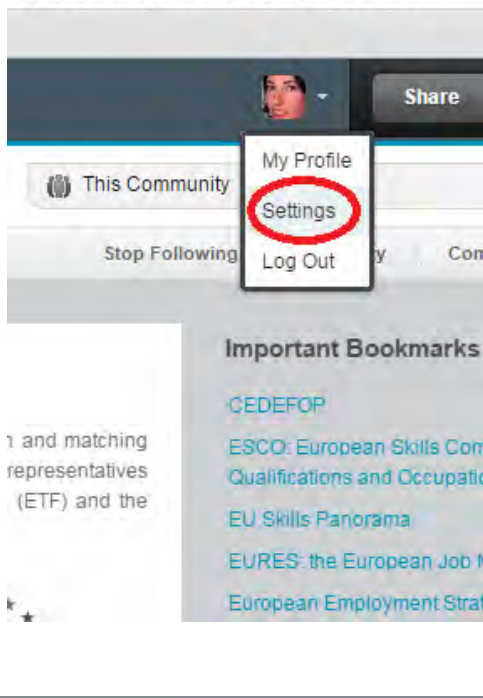 Share
My Profile
This Community
Settings
Stop Following
Log Out
Important Bookmarks
CEDEFOP
and matching
ESCO: European Skills Com
representatives
Qualifications and Occupatio
(ETF) and the
EU Skills Panorama
EURES: the European Job M
European Employment Strat